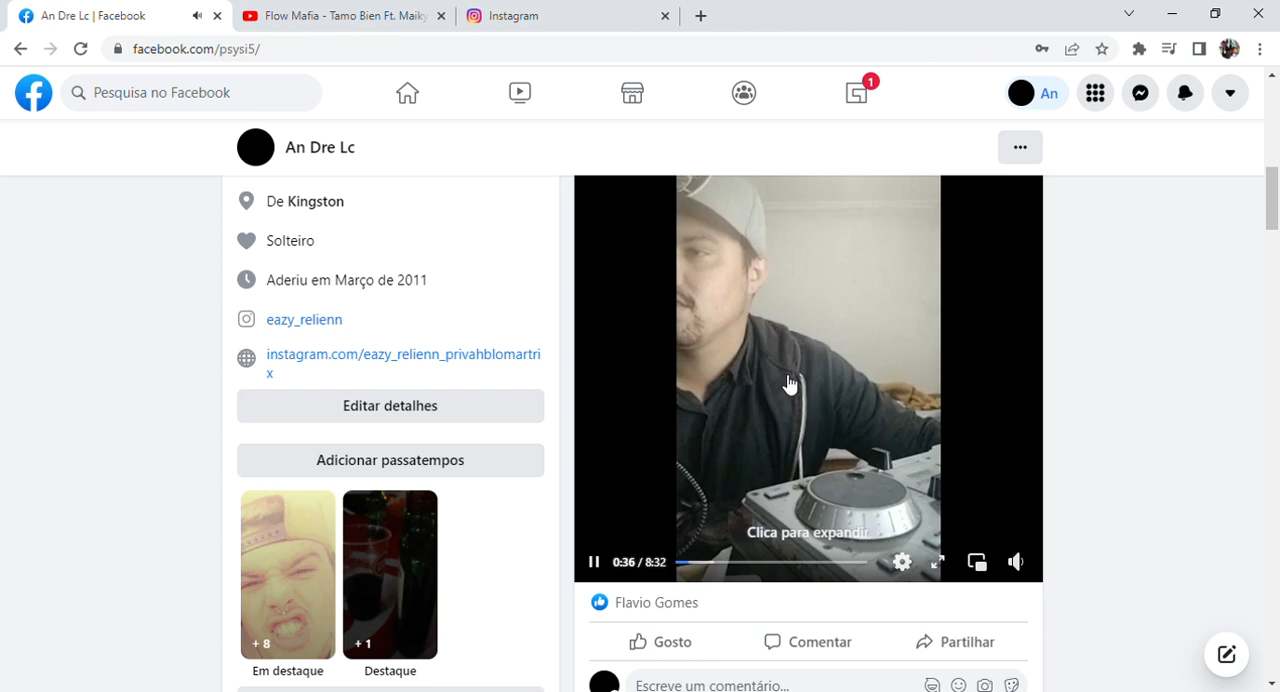 An Dre Lc | Facebook
Flow Mafia - Tamo Bien Ft. Maiky
Instagram
facebook.com/psysi5/
Pesquisa no Facebook
1
An
An Dre Lc
De Kingston
Solteiro
Aderiu em Março de 2011
eazy_relienn
instagram.com/eazy_relienn_privahblomartri
x
Editar detalhes
Adicionar passatempos
+ 8
+ 1
Em destaque
Destaque
Clica para expandir
0:36 / 8:32
Flavio Gomes
Gosto
Comentar
Partilhar
Escreve um comentário...